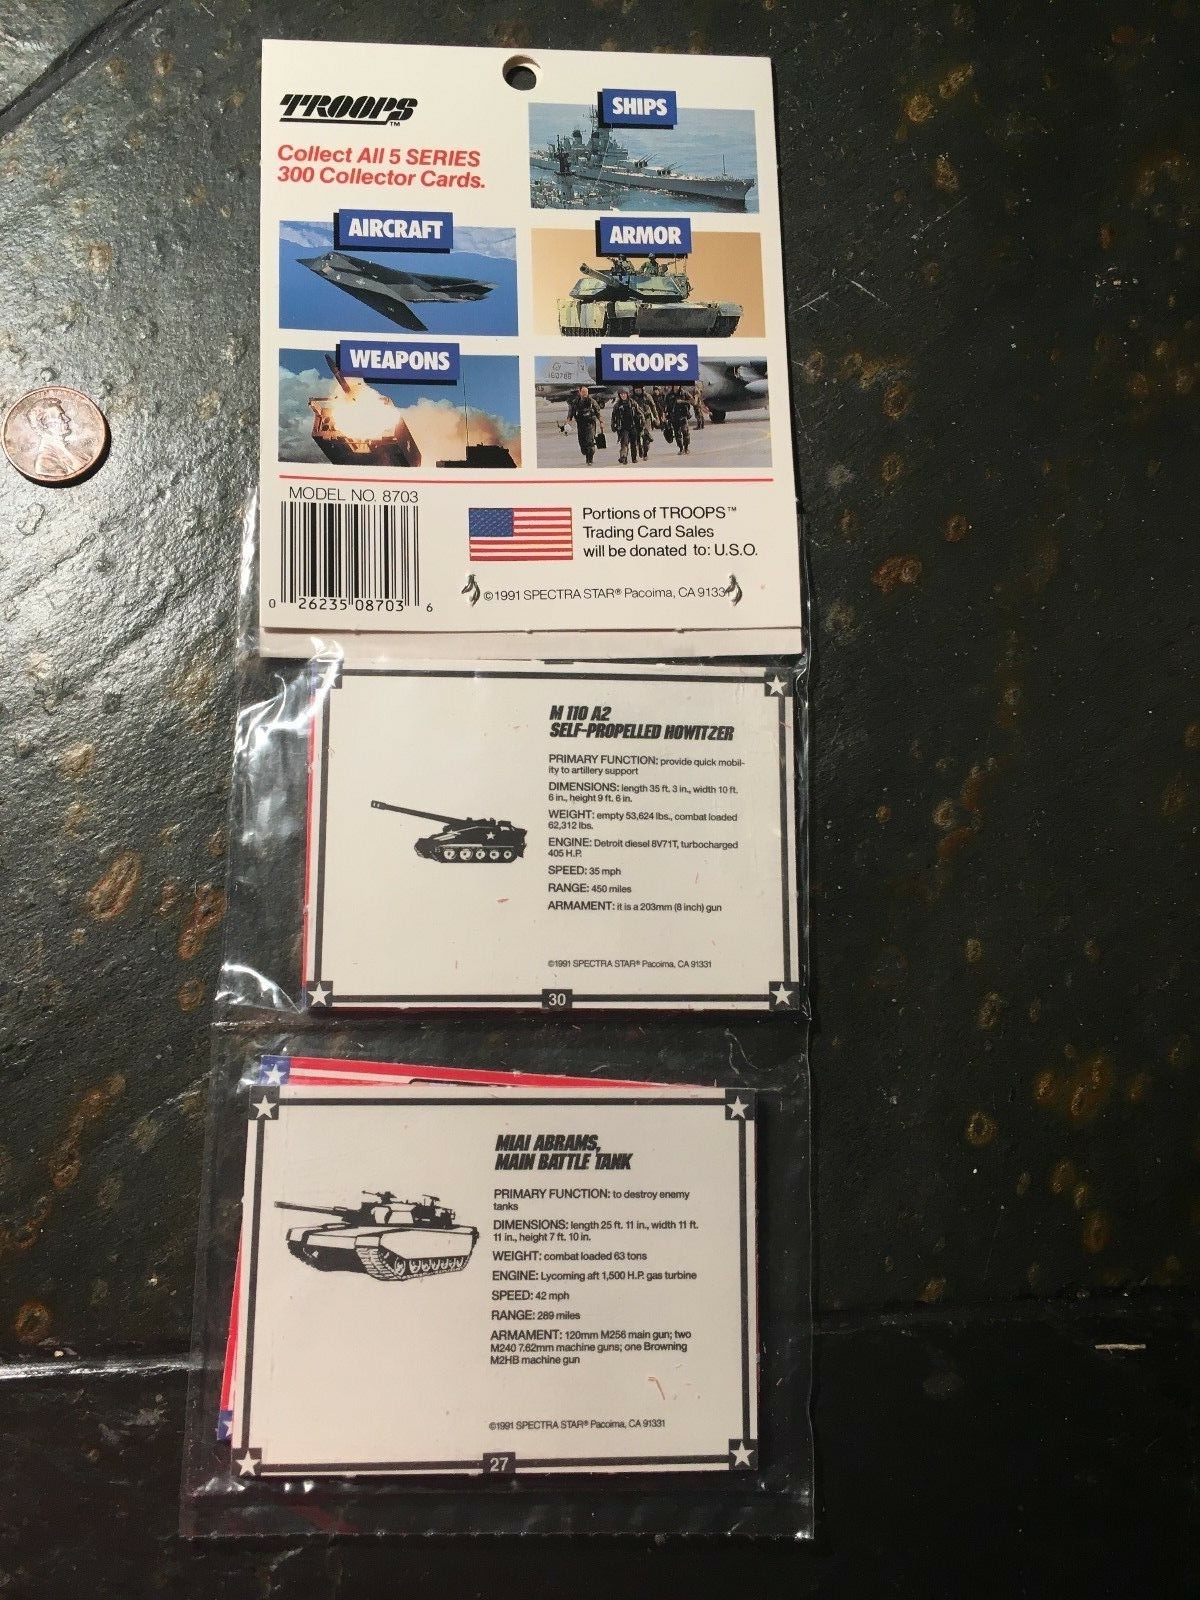 TROOPS™
Collect All 5 SERIES
300 Collector Cards.
SHIPS
AIRCRAFT
ARMOR
WEAPONS
TROOPS
160786
MODEL NO. 8703
0 26235 08703 6
Portions of TROOPS™
Trading Card Sales
will be donated to: U.S.O.
©1991 SPECTRA STAR® Pacoima, CA 9133
M 110 A2
SELF-PROPELLED HOWITZER
PRIMARY FUNCTION: provide quick mobil-
ity to artillery support
DIMENSIONS: length 35 ft. 3 in., width 10 ft.
6 in., height 9 ft. 6 in.
WEIGHT: empty 53,624 lbs., combat loaded
62,312 lbs.
ENGINE: Detroit diesel 8V71T, turbocharged
405 H.P.
SPEED: 35 mph
RANGE: 450 miles
ARMAMENT: it is a 203mm (8 inch) gun
©1991 SPECTRA STAR® Pacoima, CA 91331
30
M1A1 ABRAMS,
MAIN BATTLE TANK
PRIMARY FUNCTION: to destroy enemy
tanks
DIMENSIONS: length 25 ft. 11 in., width 11 ft.
11 in., height 7 ft. 10 in.
WEIGHT: combat loaded 63 tons
ENGINE: Lycoming aft 1,500 H.P. gas turbine
SPEED: 42 mph
RANGE: 289 miles
ARMAMENT: 120mm M256 main gun; two
M240 7.62mm machine guns; one Browning
M2HB machine gun
©1991 SPECTRA STAR® Pacoima, CA 91331
27